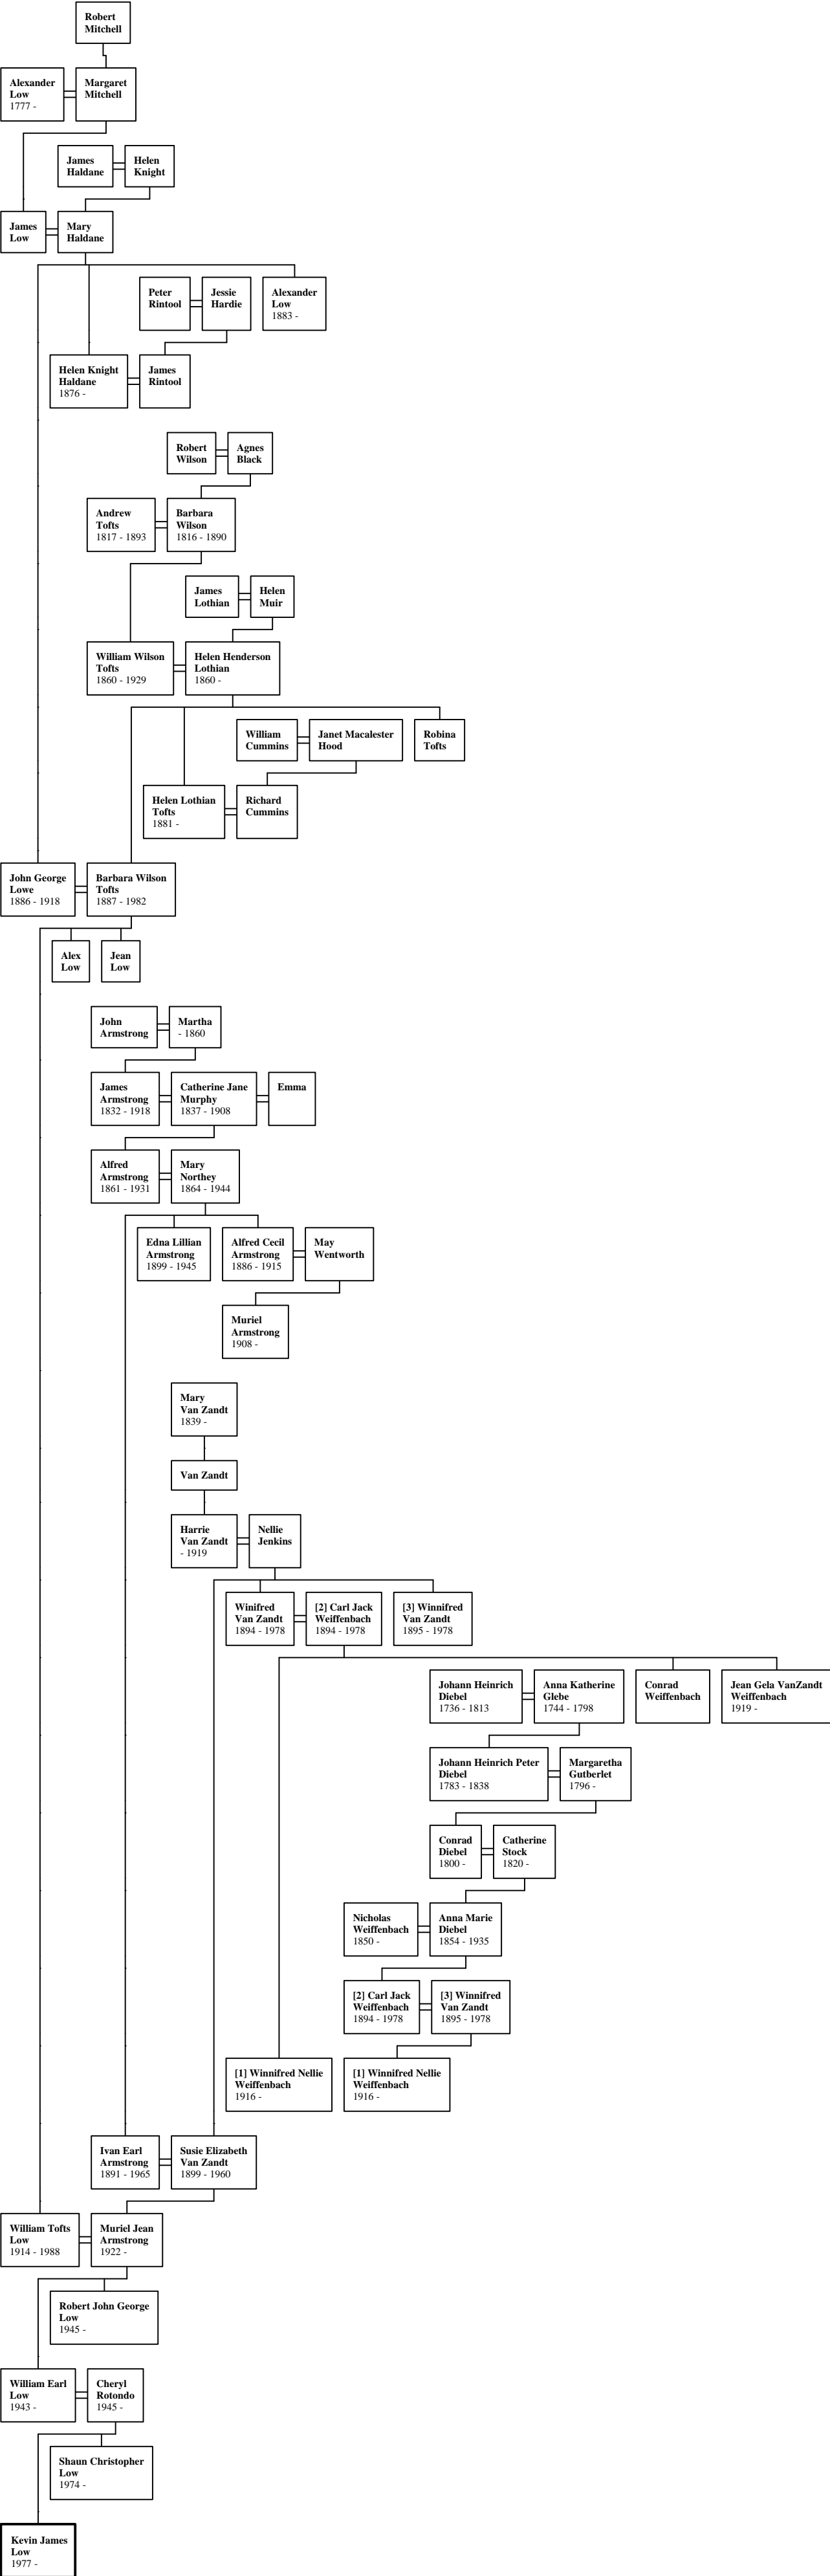 Robert
Mitchell
Alexander
Low
1777 -
Margaret
Mitchell
James
Haldane
Helen
Knight
James
Low
Mary
Haldane
Peter
Rintool
Jessie
Hardie
Alexander
Low
1883 -
Helen Knight
Haldane
1876 -
James
Rintool
Robert
Wilson
Agnes
Black
Andrew
Tofts
1817 - 1893
Barbara
Wilson
1816 - 1890
James
Lothian
Helen
Muir
William Wilson
Tofts
1860 - 1929
Helen Henderson
Lothian
1860 -
William
Cummins
Janet Macalester
Hood
Robina
Tofts
Helen Lothian
Tofts
1881 -
Richard
Cummins
John George
Lowe
1886 - 1918
Barbara Wilson
Tofts
1887 - 1982
Alex
Low
Jean
Low
John
Armstrong
Martha
- 1860
James
Armstrong
1832 - 1918
Catherine Jane
Murphy
1837 - 1908
Emma
Alfred
Armstrong
1861 - 1931
Mary
Northey
1864 - 1944
Edna Lillian
Armstrong
1899 - 1945
Alfred Cecil
Armstrong
1886 - 1915
May
Wentworth
Muriel
Armstrong
1908 -
Mary
Van Zandt
1839 -
Van Zandt
Harrie
Van Zandt
- 1919
Nellie
Jenkins
Winifred
Van Zandt
1894 - 1978
[2] Carl Jack
Weiffenbach
1894 - 1978
[3] Winnifred
Van Zandt
1895 - 1978
Johann Heinrich
Diebel
1736 - 1813
Anna Katherine
Glebe
1744 - 1798
Conrad
Weiffenbach
Jean Gela VanZandt
Weiffenbach
1919 -
Johann Heinrich Peter
Diebel
1783 - 1838
Margaretha
Gutberlet
1796 -
Conrad
Diebel
1800 -
Catherine
Stock
1820 -
Nicholas
Weiffenbach
1850 -
Anna Marie
Diebel
1854 - 1935
[2] Carl Jack
Weiffenbach
1894 - 1978
[3] Winnifred
Van Zandt
1895 - 1978
[1] Winnifred Nellie
Weiffenbach
1916 -
[1] Winnifred Nellie
Weiffenbach
1916 -
Ivan Earl
Armstrong
1891 - 1965
Susie Elizabeth
Van Zandt
1899 - 1960
William Tofts
Low
1914 - 1988
Muriel Jean
Armstrong
1922 -
Robert John George
Low
1945 -
William Earl
Low
1943 -
Cheryl
Rotondo
1945 -
Shaun Christopher
Low
1974 -
Kevin James
Low
1977 -